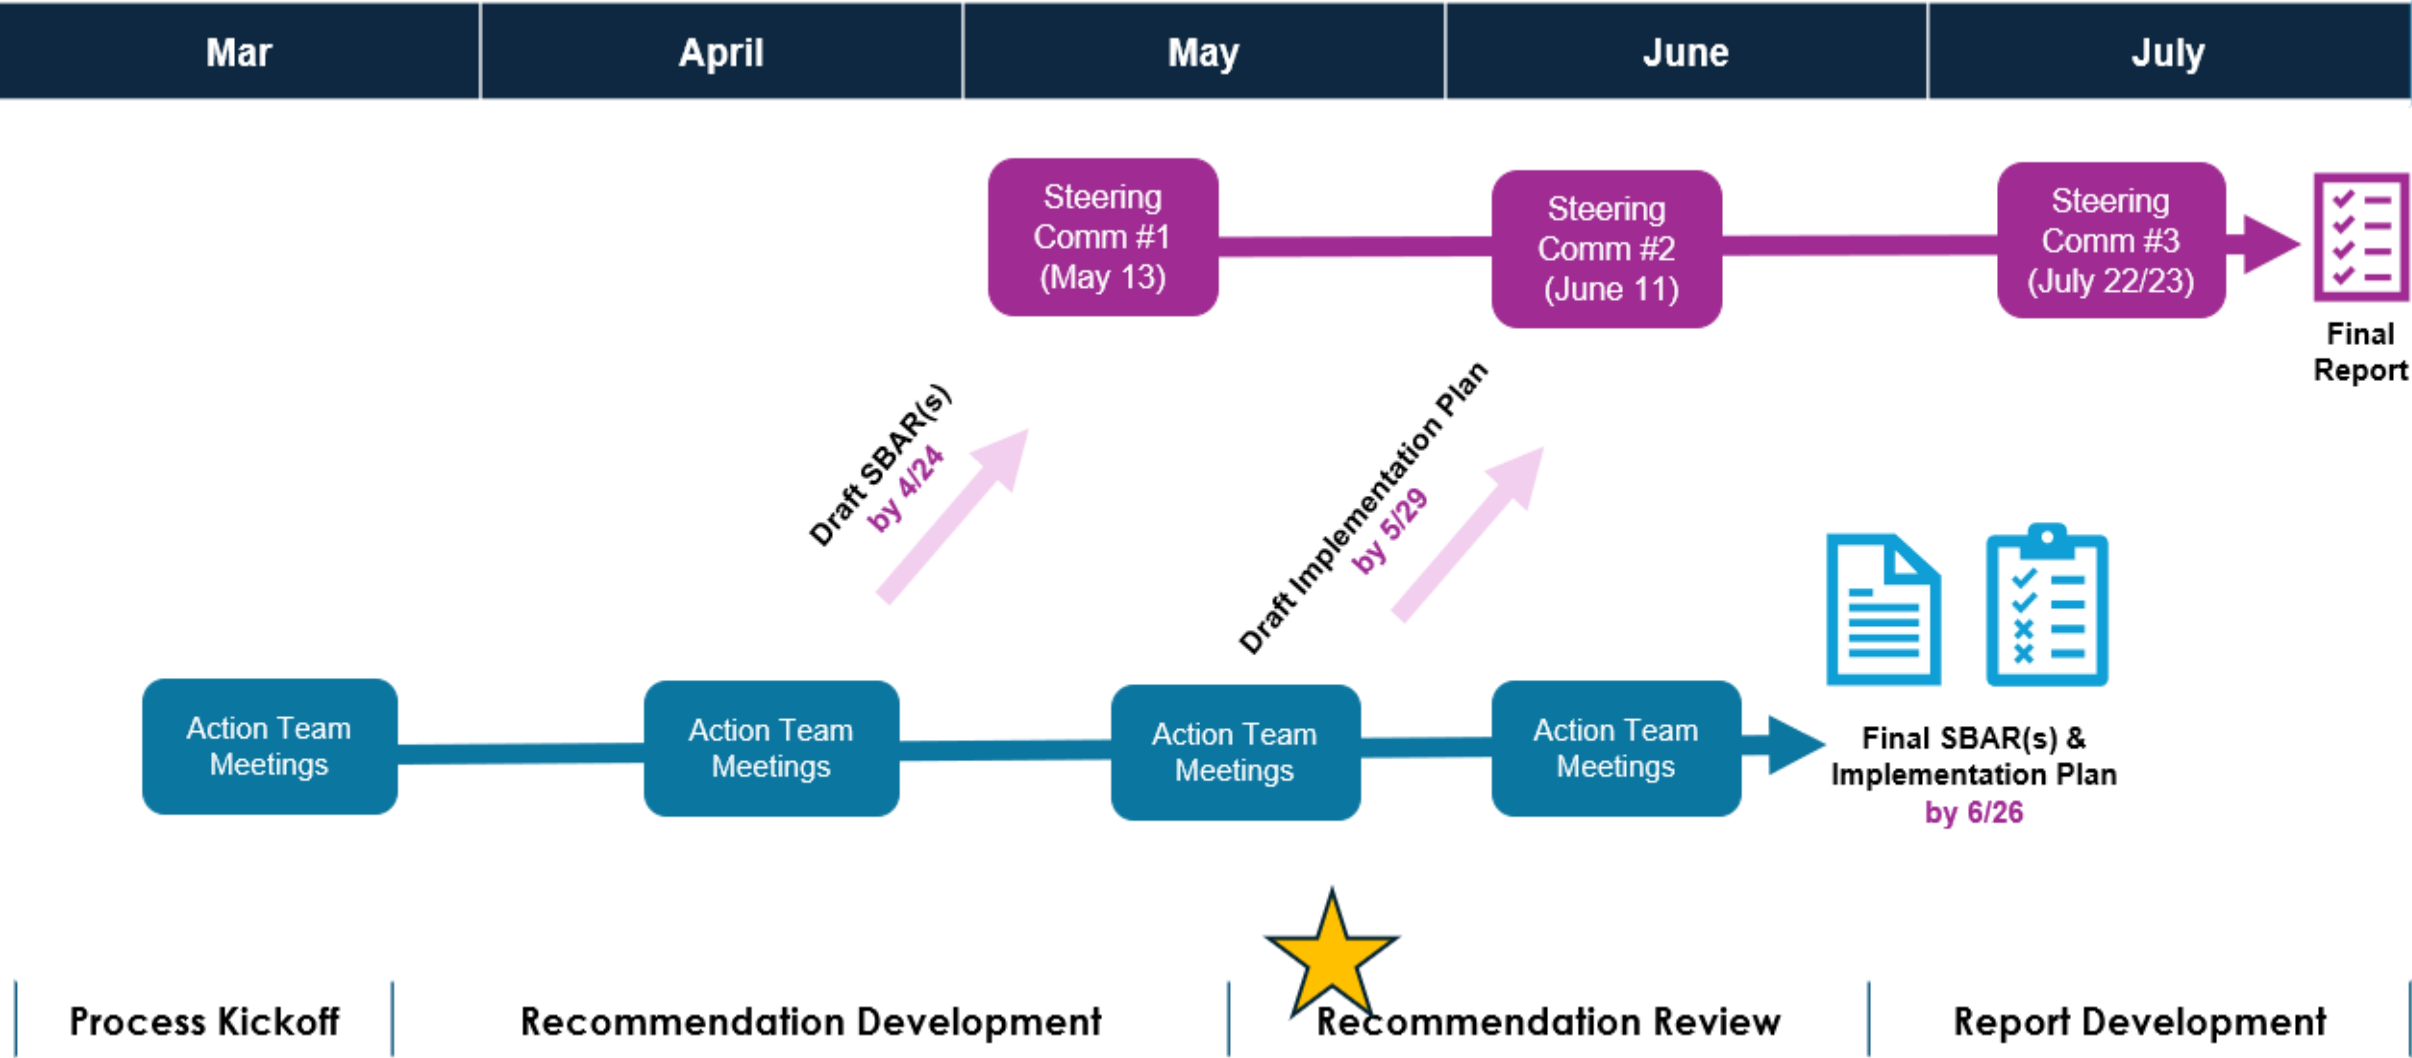 Mar
April
May
June
July
Steering
Comm #1
(May 13)
Steering
Comm #2
(June 11)
Steering
Comm #3
(July 22/23)
Final
Report
Draft SBAR(s)
by 4/24
Draft Implementation Plan
by 5/29
Action Team
Meetings
Action Team
Meetings
Action Team
Meetings
Action Team
Meetings
Final SBAR(s) &
Implementation Plan
by 6/26
Process Kickoff
Recommendation Development
Recommendation Review
Report Development